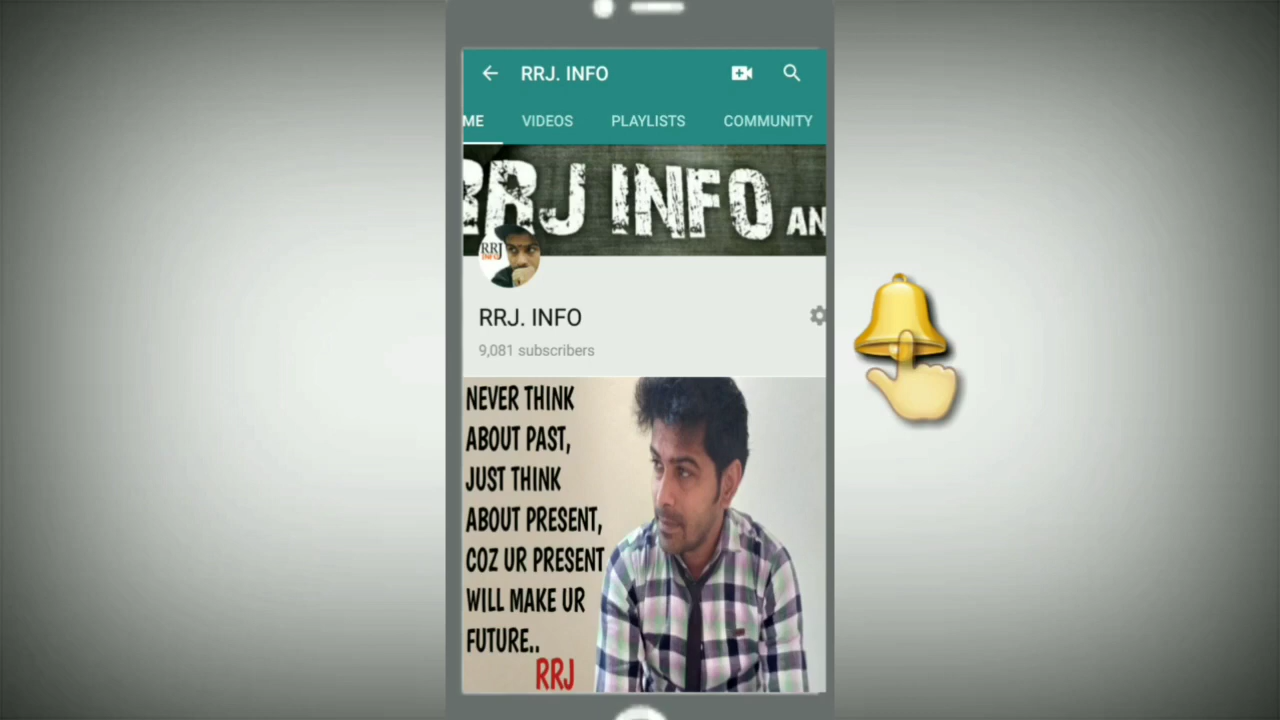 RRJ. INFO
ME VIDEOS PLAYLISTS COMMUNITY
RRJ INFO AN
RRJ
INFO
RRJ. INFO
9,081 subscribers
NEVER THINK
ABOUT PAST,
JUST THINK
ABOUT PRESENT,
COZ UR PRESENT
WILL MAKE UR
FUTURE..
RRJ